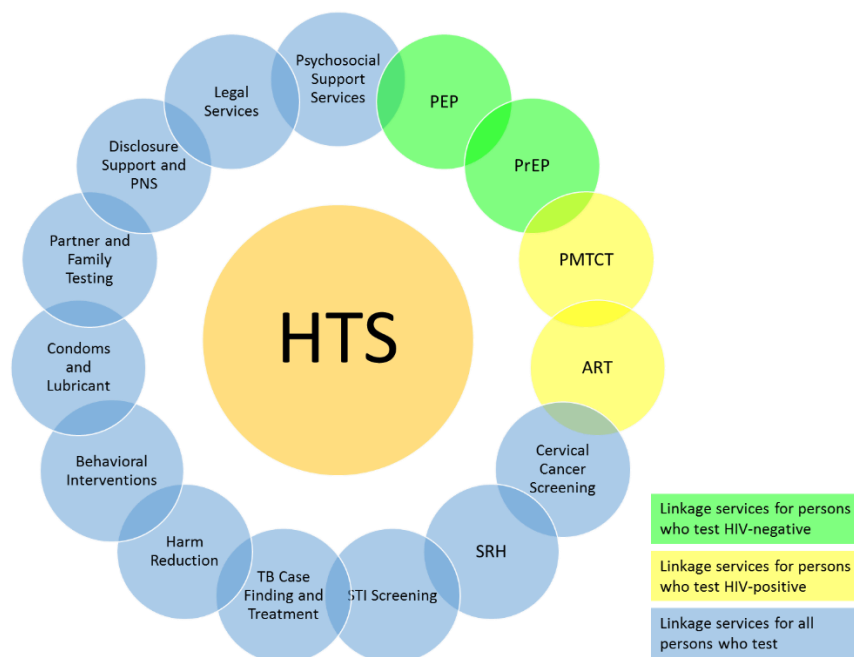 Psychosocial
Support
Services
PEP
PrEP
PMTCT
ART
Cervical
Cancer
Screening
SRH
STI Screening
TB Case
Finding and
Treatment
Harm
Reduction
Behavioral
Interventions
Condoms
and
Lubricant
Partner and
Family
Testing
Disclosure
Support and
PNS
Legal
Services
HTS
Linkage services for persons
who test HIV-negative
Linkage services for persons
who test HIV-positive
Linkage services for all
persons who test